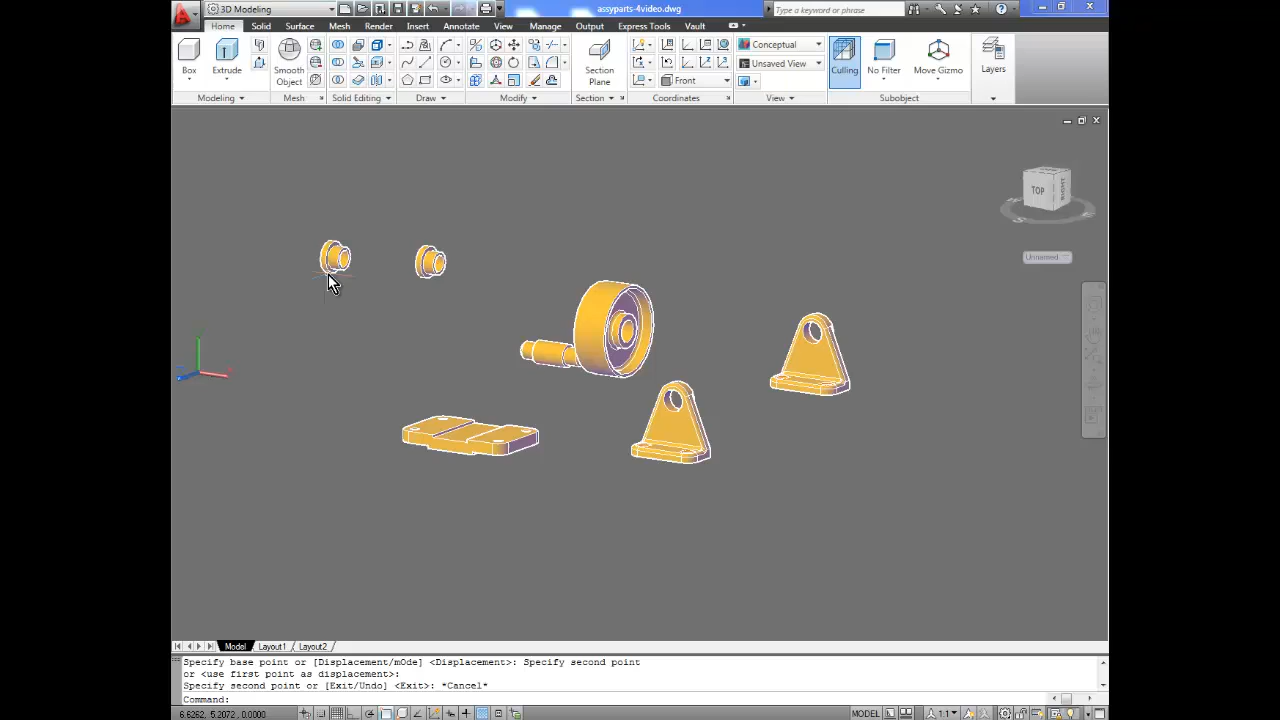 3D Modeling
assyparts-4video.dwg
Type a keyword or phrase
Home Solid Surface Mesh Render Insert Annotate View Manage Output Express Tools Vault
Box
Extrude
Smooth
Object
Section
Plane
Front
Conceptual
Unsaved View
Culling
No Filter
Move Gizmo
Layers
Modeling Mesh Solid Editing Draw Modify Section Coordinates View Subobject
TOP
Unnamed
Model Layout1 Layout2
Specify base point or [Displacement/mOde] <Displacement>: Specify second point
or <use first point as displacement>:
Specify second point or [Exit/Undo] <Exit>: *Cancel*
Command:
6.6262, 5.2072, 0.0000
MODEL
1:1